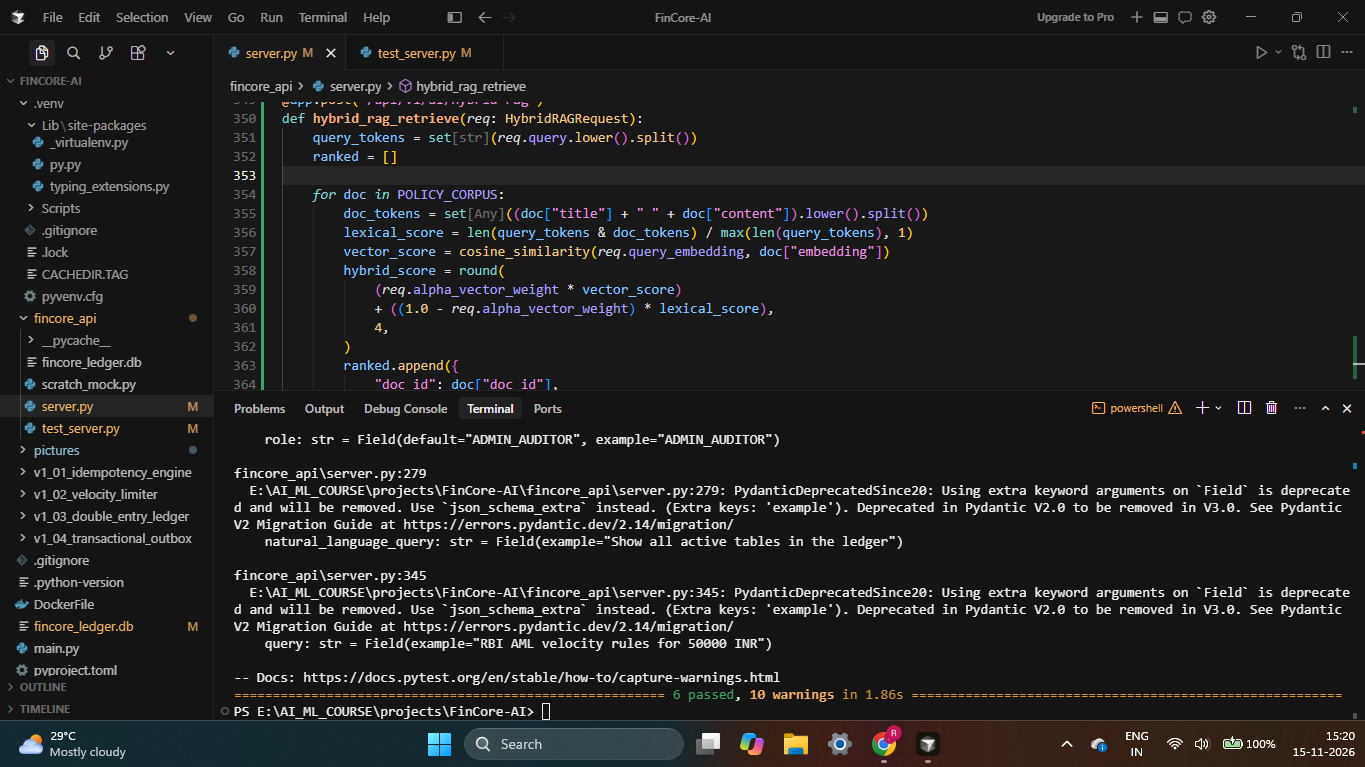 File Edit Selection View Go Run Terminal Help
FinCore-AI
Upgrade to Pro
FINCORE-AI
.venv
Lib\site-packages
_virtualenv.py
py.py
typing_extensions.py
Scripts
.gitignore
.lock
CACHEDIR.TAG
pyvenv.cfg
fincore_api
__pycache__
fincore_ledger.db
scratch_mock.py
server.py M
test_server.py M
pictures
v1_01_idempotency_engine
v1_02_velocity_limiter
v1_03_double_entry_ledger
v1_04_transactional_outbox
.gitignore
.python-version
DockerFile
fincore_ledger.db M
main.py
pyproject.toml
OUTLINE
TIMELINE
server.py M test_server.py M
fincore_api > server.py > hybrid_rag_retrieve
349 @app.post("/api/v1/ai/hybrid-rag")
350 def hybrid_rag_retrieve(req: HybridRAGRequest):
351 query_tokens = set[str](req.query.lower().split())
352 ranked = []
353
354 for doc in POLICY_CORPUS:
355 doc_tokens = set[Any]((doc["title"] + " " + doc["content"]).lower().split())
356 lexical_score = len(query_tokens & doc_tokens) / max(len(query_tokens), 1)
357 vector_score = cosine_similarity(req.query_embedding, doc["embedding"])
358 hybrid_score = round(
359 (req.alpha_vector_weight * vector_score)
360 + ((1.0 - req.alpha_vector_weight) * lexical_score),
361 4,
362 )
363 ranked.append({
364 "doc_id": doc["doc_id"],
Problems Output Debug Console Terminal Ports
powershell
role: str = Field(default="ADMIN_AUDITOR", example="ADMIN_AUDITOR")
fincore_api\server.py:279
E:\AI_ML_COURSE\projects\FinCore-AI\fincore_api\server.py:279: PydanticDeprecatedSince20: Using extra keyword arguments on `Field` is deprecate
d and will be removed. Use `json_schema_extra` instead. (Extra keys: 'example'). Deprecated in Pydantic V2.0 to be removed in V3.0. See Pydantic
V2 Migration Guide at https://errors.pydantic.dev/2.14/migration/
natural_language_query: str = Field(example="Show all active tables in the ledger")
fincore_api\server.py:345
E:\AI_ML_COURSE\projects\FinCore-AI\fincore_api\server.py:345: PydanticDeprecatedSince20: Using extra keyword arguments on `Field` is deprecate
d and will be removed. Use `json_schema_extra` instead. (Extra keys: 'example'). Deprecated in Pydantic V2.0 to be removed in V3.0. See Pydantic
V2 Migration Guide at https://errors.pydantic.dev/2.14/migration/
query: str = Field(example="RBI AML velocity rules for 50000 INR")
-- Docs: https://docs.pytest.org/en/stable/how-to/capture-warnings.html
======================================================== 6 passed, 10 warnings in 1.86s ========================================================
PS E:\AI_ML_COURSE\projects\FinCore-AI>
29°C
Mostly cloudy
Search
R
ENG
IN
100%
15:20
15-11-2026